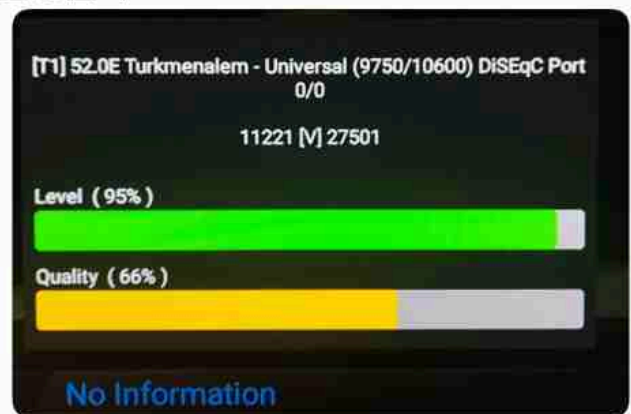 [T1] 52.0E Turkmenalem - Universal (9750/10600) DiSEqC Port
0/0
11221 [V] 27501
Level ( 95% )
Quality ( 66% )
No Information